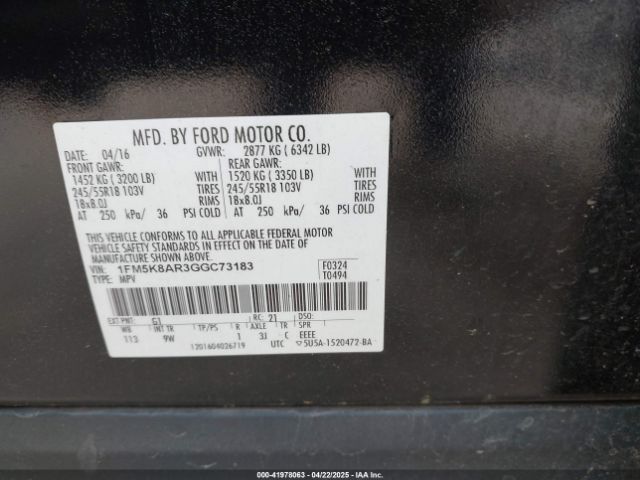 MFD. BY FORD MOTOR CO.
DATE: 04/16 GVWR: 2877 KG ( 6342 LB)
FRONT GAWR: REAR GAWR:
1452 KG ( 3200 LB) WITH 1520 KG ( 3350 LB) WITH
245/55R18 103V TIRES 245/55R18 103V TIRES
18x8.0J RIMS 18x8.0J RIMS
AT 250 kPa/ 36 PSI COLD AT 250 kPa/ 36 PSI COLD
THIS VEHICLE CONFORMS TO ALL APPLICABLE FEDERAL MOTOR
VEHICLE SAFETY STANDARDS IN EFFECT ON THE DATE OF
MANUFACTURE SHOWN ABOVE.
VIN: 1FM5K8AR3GGC73183 F0324
TYPE: MPV T0494
EXT PNT: G1 RC: 21 DSO:
WB INT TR TP/PS R AXLE TR SPR
113 9W 1 3J C EEEE
1201604026719 UTC ▽5U5A-1520472-BA
000-41978063 - 04/22/2025 - IAAI.COM